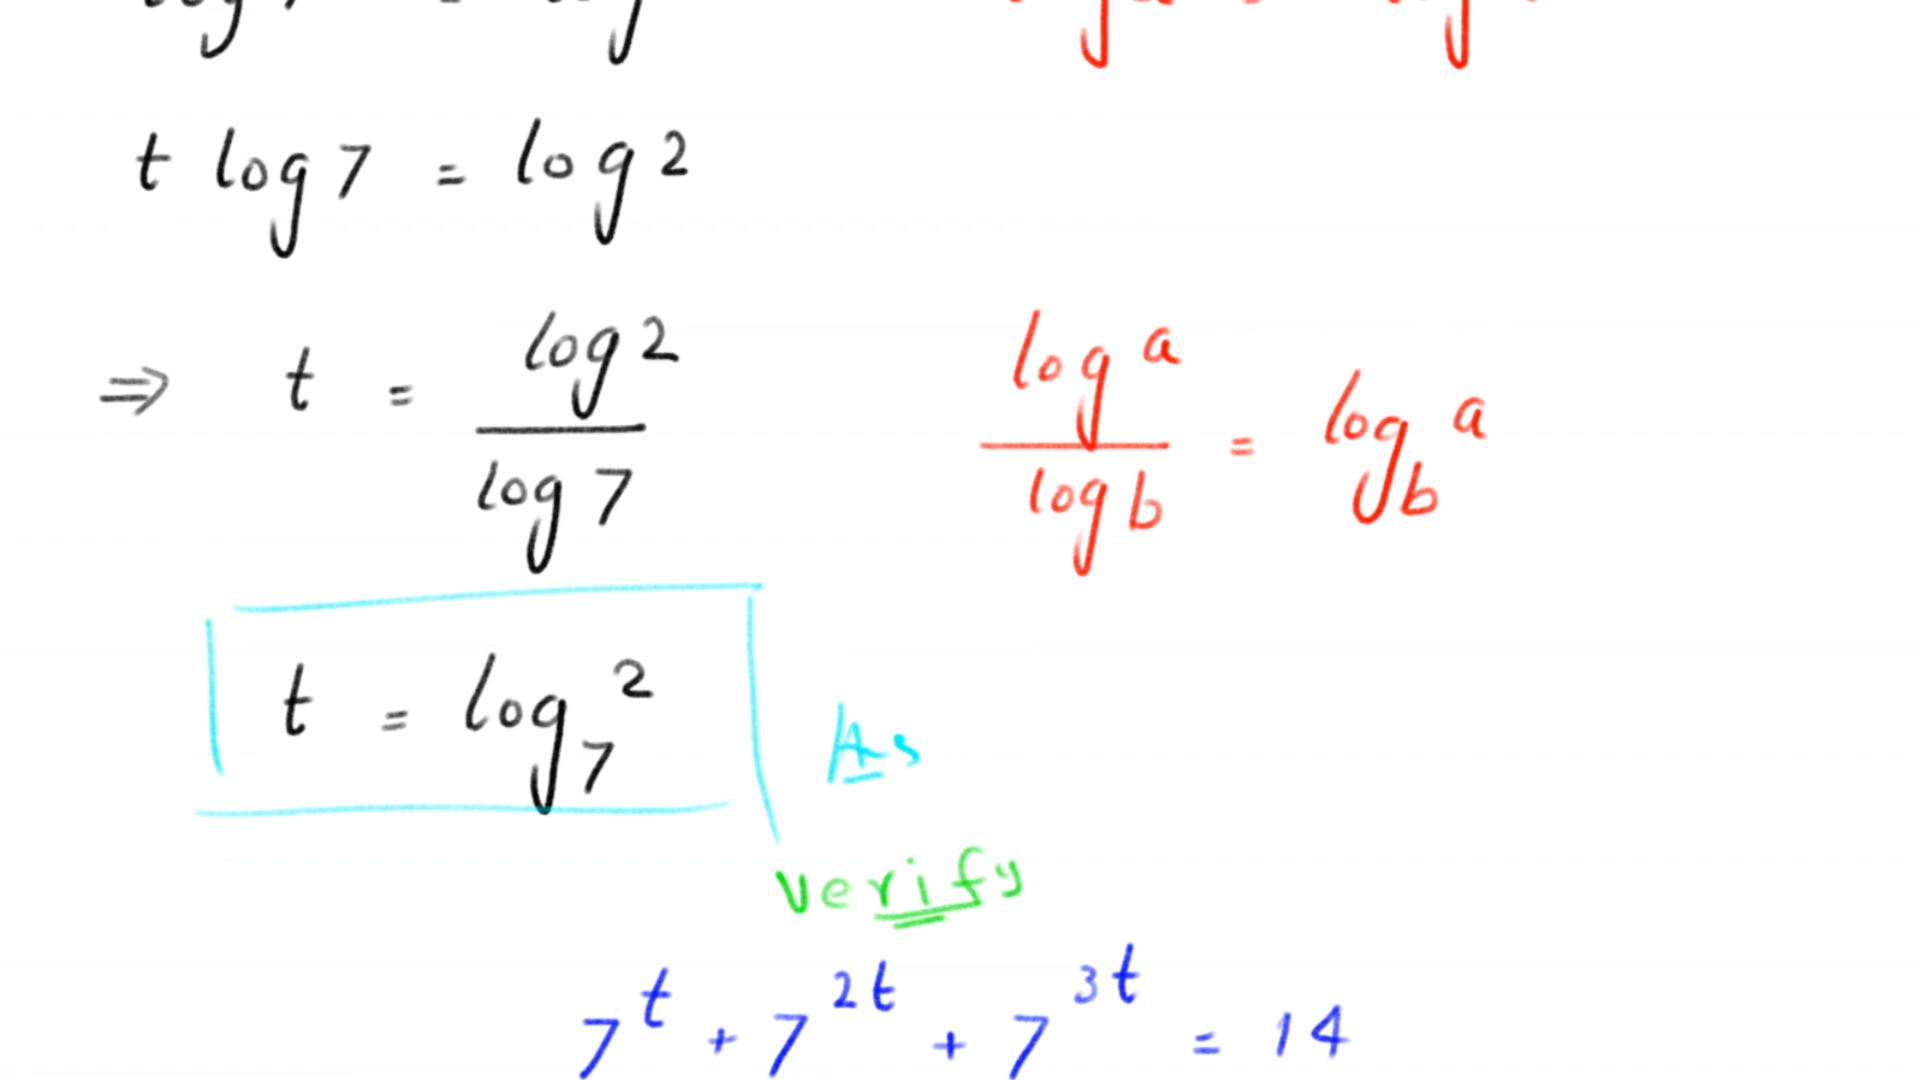 t log 7 = log 2
⇒ t = log 2 / log 7
log a / log b = log_b a
t = log_7 2
Ans
verify
7^t + 7^2t + 7^3t = 14